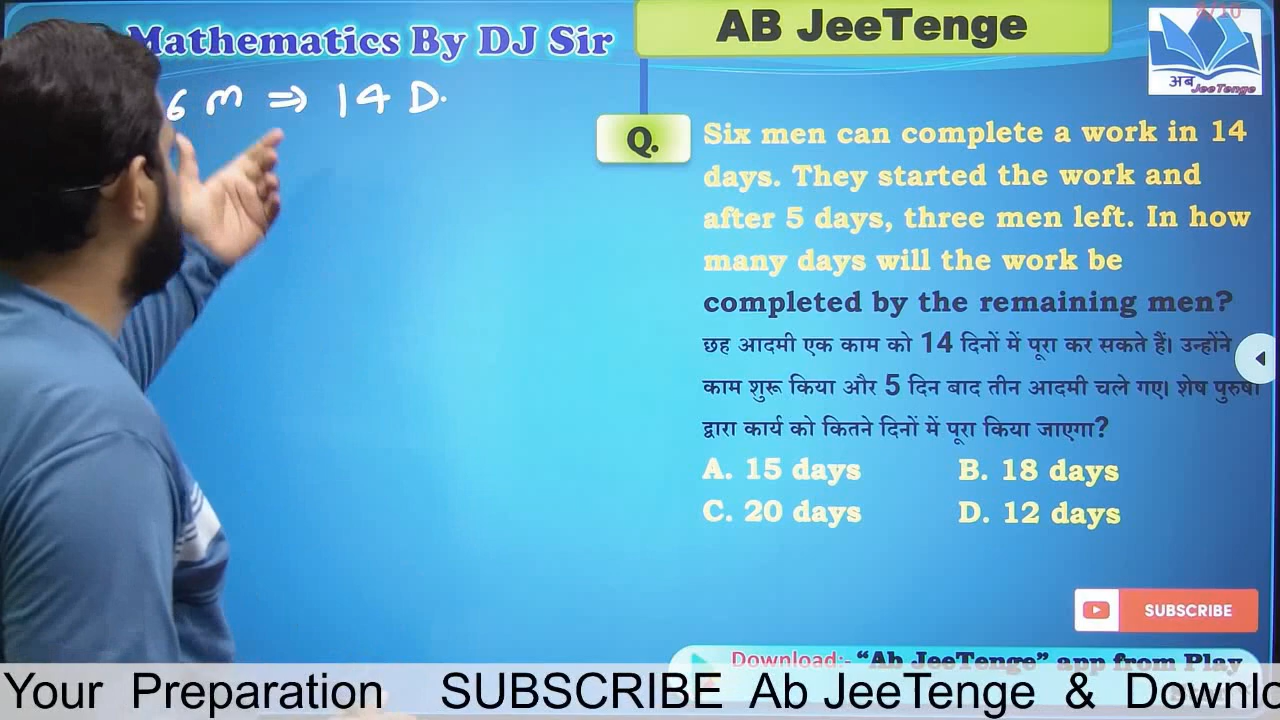 Mathematics By DJ Sir
AB JeeTenge
अब
JeeTenge
6 m ⇒ 14 D.
Q.
Six men can complete a work in 14
days. They started the work and
after 5 days, three men left. In how
many days will the work be
completed by the remaining men?
छह आदमी एक काम को 14 दिनों में पूरा कर सकते हैं। उन्होंने
काम शुरू किया और 5 दिन बाद तीन आदमी चले गए। शेष पुरुषों
द्वारा कार्य को कितने दिनों में पूरा किया जाएगा?
A. 15 days
B. 18 days
C. 20 days
D. 12 days
SUBSCRIBE
Download:- “Ab JeeTenge” app from Play
Your Preparation SUBSCRIBE Ab JeeTenge & Downlo